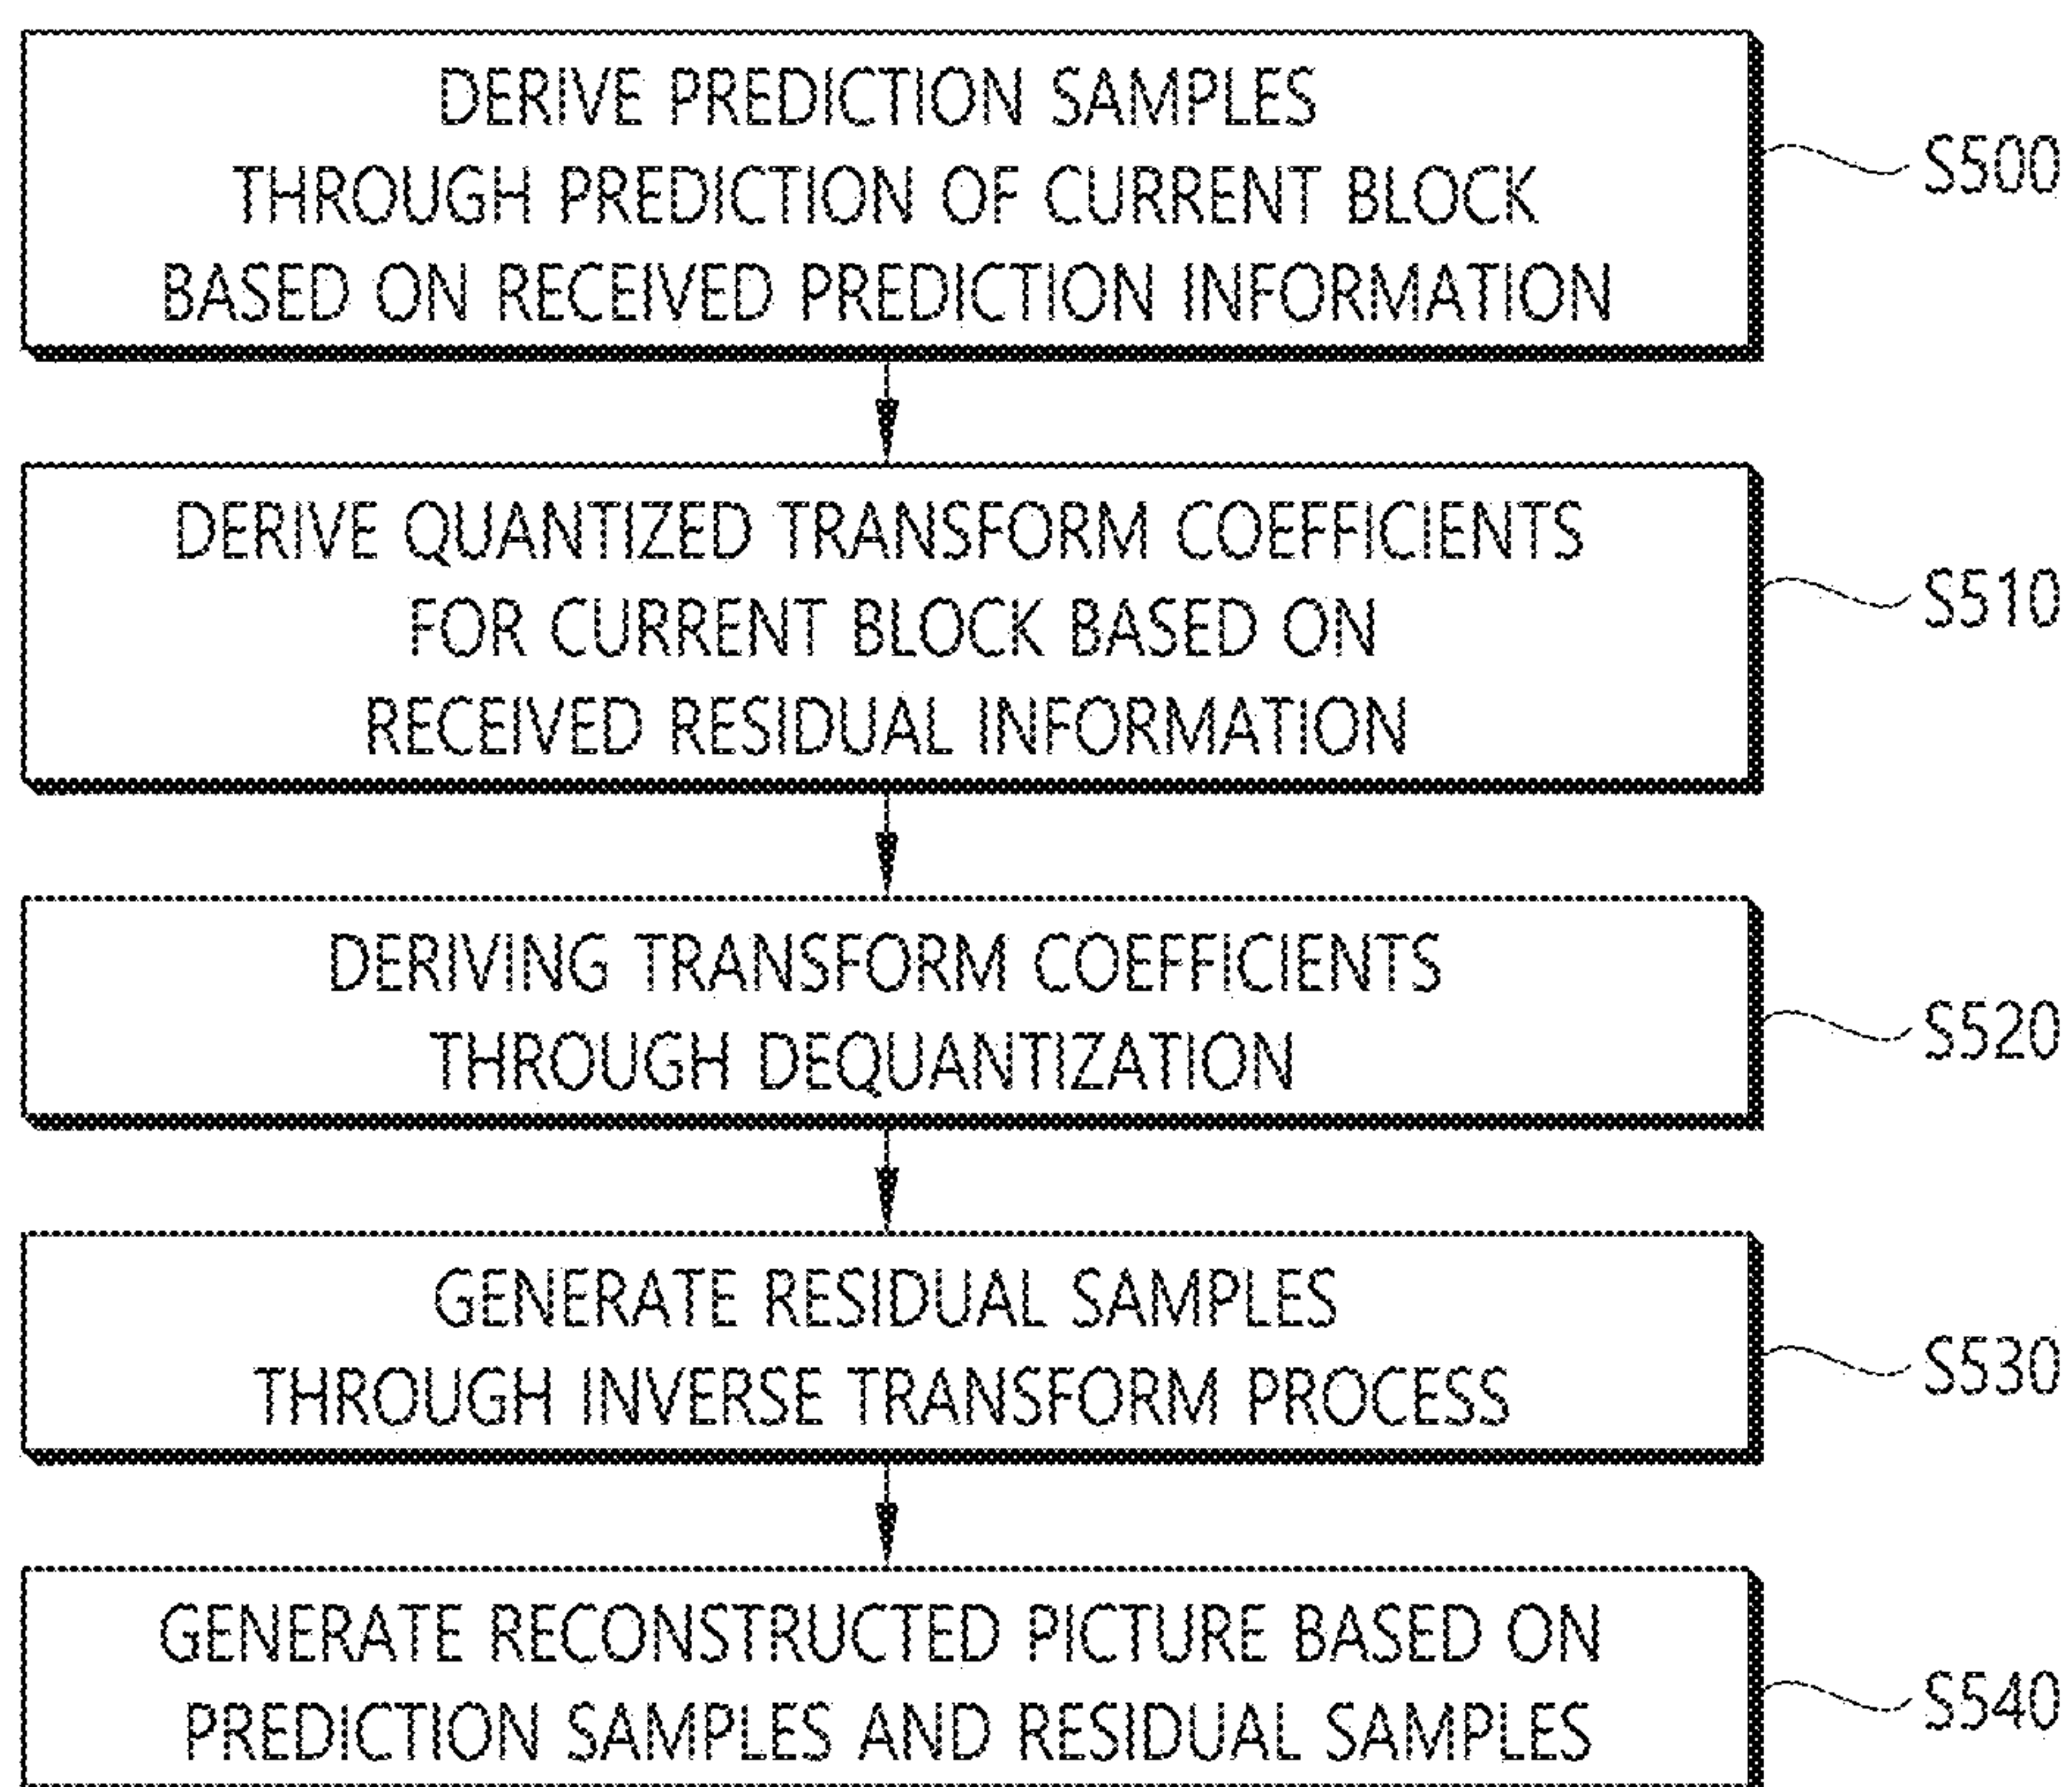 DERIVE PREDICTION SAMPLES
THROUGH PREDICTION OF CURRENT BLOCK
BASED ON RECEIVED PREDICTION INFORMATION
S500
DERIVE QUANTIZED TRANSFORM COEFFICIENTS
FOR CURRENT BLOCK BASED ON
RECEIVED RESIDUAL INFORMATION
S510
DERIVING TRANSFORM COEFFICIENTS
THROUGH DEQUANTIZATION
S520
GENERATE RESIDUAL SAMPLES
THROUGH INVERSE TRANSFORM PROCESS
S530
GENERATE RECONSTRUCTED PICTURE BASED ON
PREDICTION SAMPLES AND RESIDUAL SAMPLES
S540